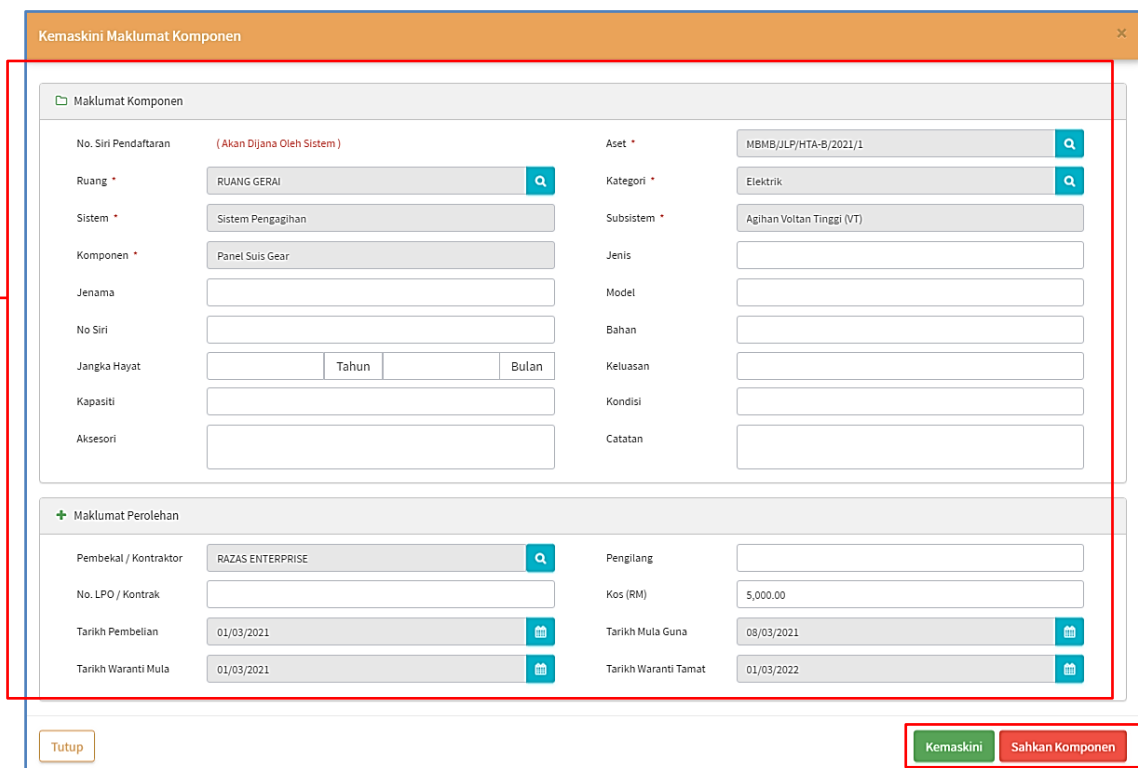 Kemaskini Maklumat Komponen ×
Maklumat Komponen
No. Siri Pendaftaran ( Akan Dijana Oleh Sistem ) Aset * MBMB/JLP/HTA-B/2021/1
Ruang * RUANG GERAI Kategori * Elektrik
Sistem * Sistem Pengagihan Subsistem * Agihan Voltan Tinggi (VT)
Komponen * Panel Suis Gear Jenis
Jenama Model
No Siri Bahan
Jangka Hayat Tahun Bulan Keluasan
Kapasiti Kondisi
Aksesori Catatan
Maklumat Perolehan
Pembekal / Kontraktor RAZAS ENTERPRISE Pengilang
No. LPO / Kontrak Kos (RM) 5,000.00
Tarikh Pembelian 01/03/2021 Tarikh Mula Guna 08/03/2021
Tarikh Waranti Mula 01/03/2021 Tarikh Waranti Tamat 01/03/2022
Tutup Kemaskini Sahkan Komponen